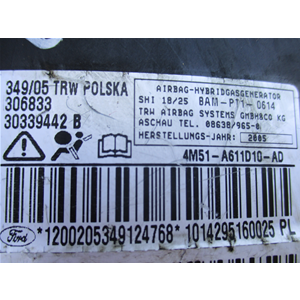 349/05 TRW POLSKA
306833
30339442 B
AIRBAG-HYBRIDGASGENERATOR
SHI 18/25 BAM-PT1-0614
TRW AIRBAG SYSTEMS GMBH&CO KG
ASCHAU TEL. 08638/965-0
HERSTELLUNGS-JAHR: 2005
4M51-A611D10-AD
Ford
*1200205349124768*1014295160025 PL